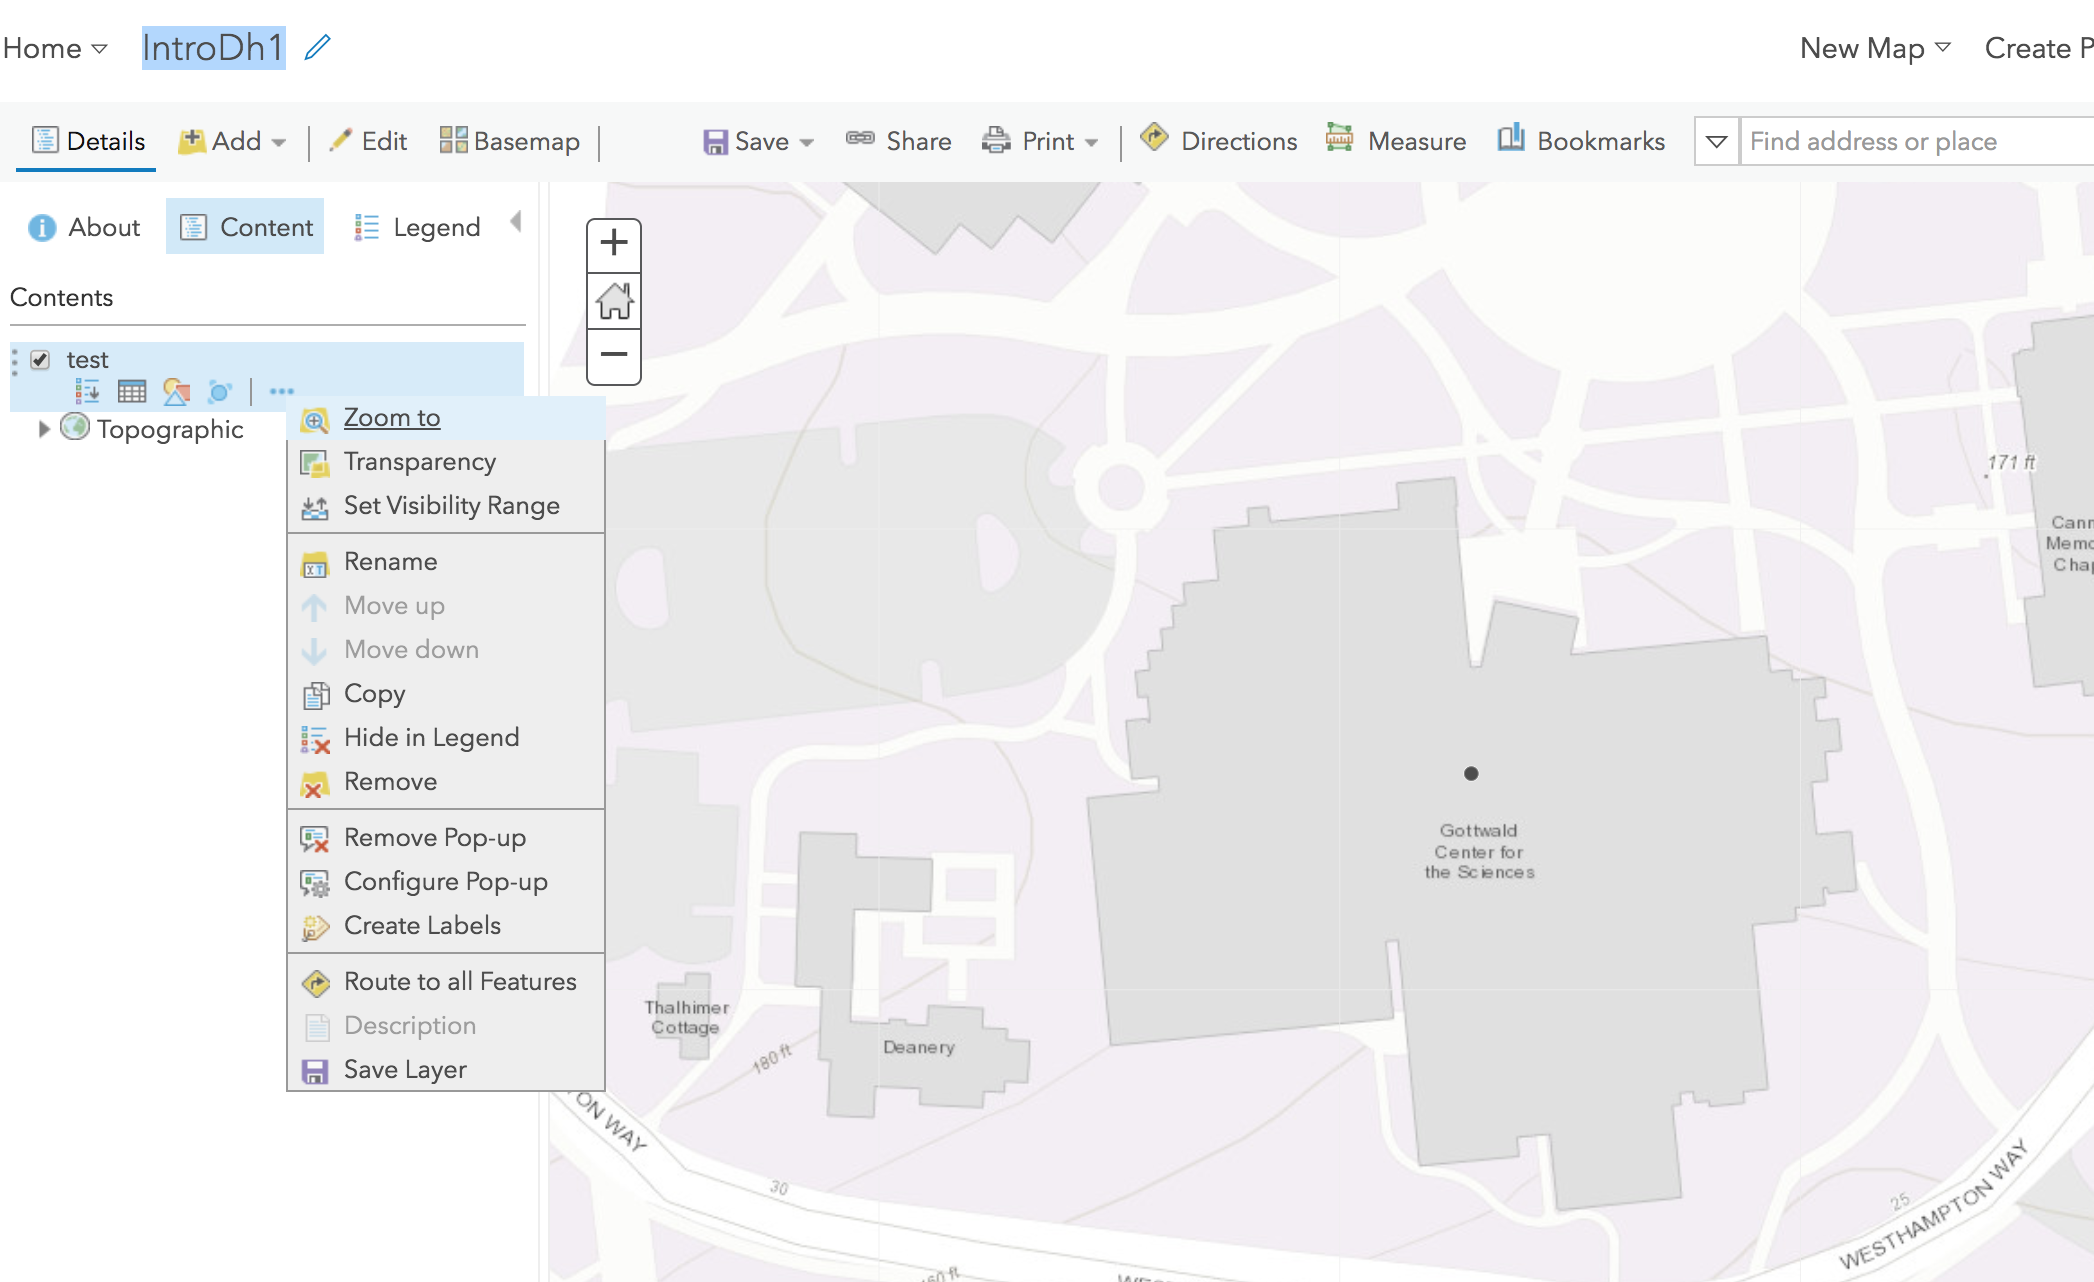 Home IntroDh1 New Map Create P
Details Add Edit Basemap Save Share Print Directions Measure Bookmarks Find address or place
About Content Legend
Contents
test
Topographic
Zoom to
Transparency
Set Visibility Range
Rename
Move up
Move down
Copy
Hide in Legend
Remove
Remove Pop-up
Configure Pop-up
Create Labels
Route to all Features
Description
Save Layer
171 ft
Cann
Memo
Chap
Gottwald
Center for
the Sciences
Thalhimer
Cottage
Deanery
180 ft
TON WAY
30
25
WESTHAMPTON WAY
60 ft